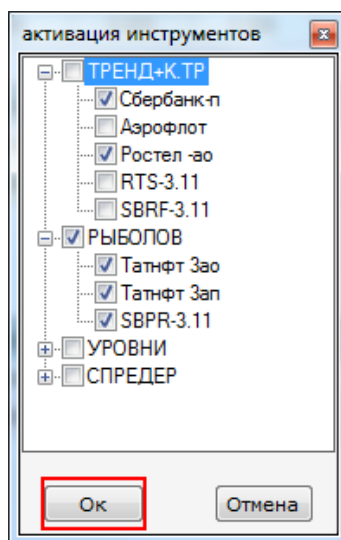 активация инструментов
ТРЕНД+К.ТР
Сбербанк-п
Аэрофлот
Ростел -ао
RTS-3.11
SBRF-3.11
РЫБОЛОВ
Татнфт 3ао
Татнфт 3ап
SBPR-3.11
УРОВНИ
СПРЕДЕР
Ок
Отмена